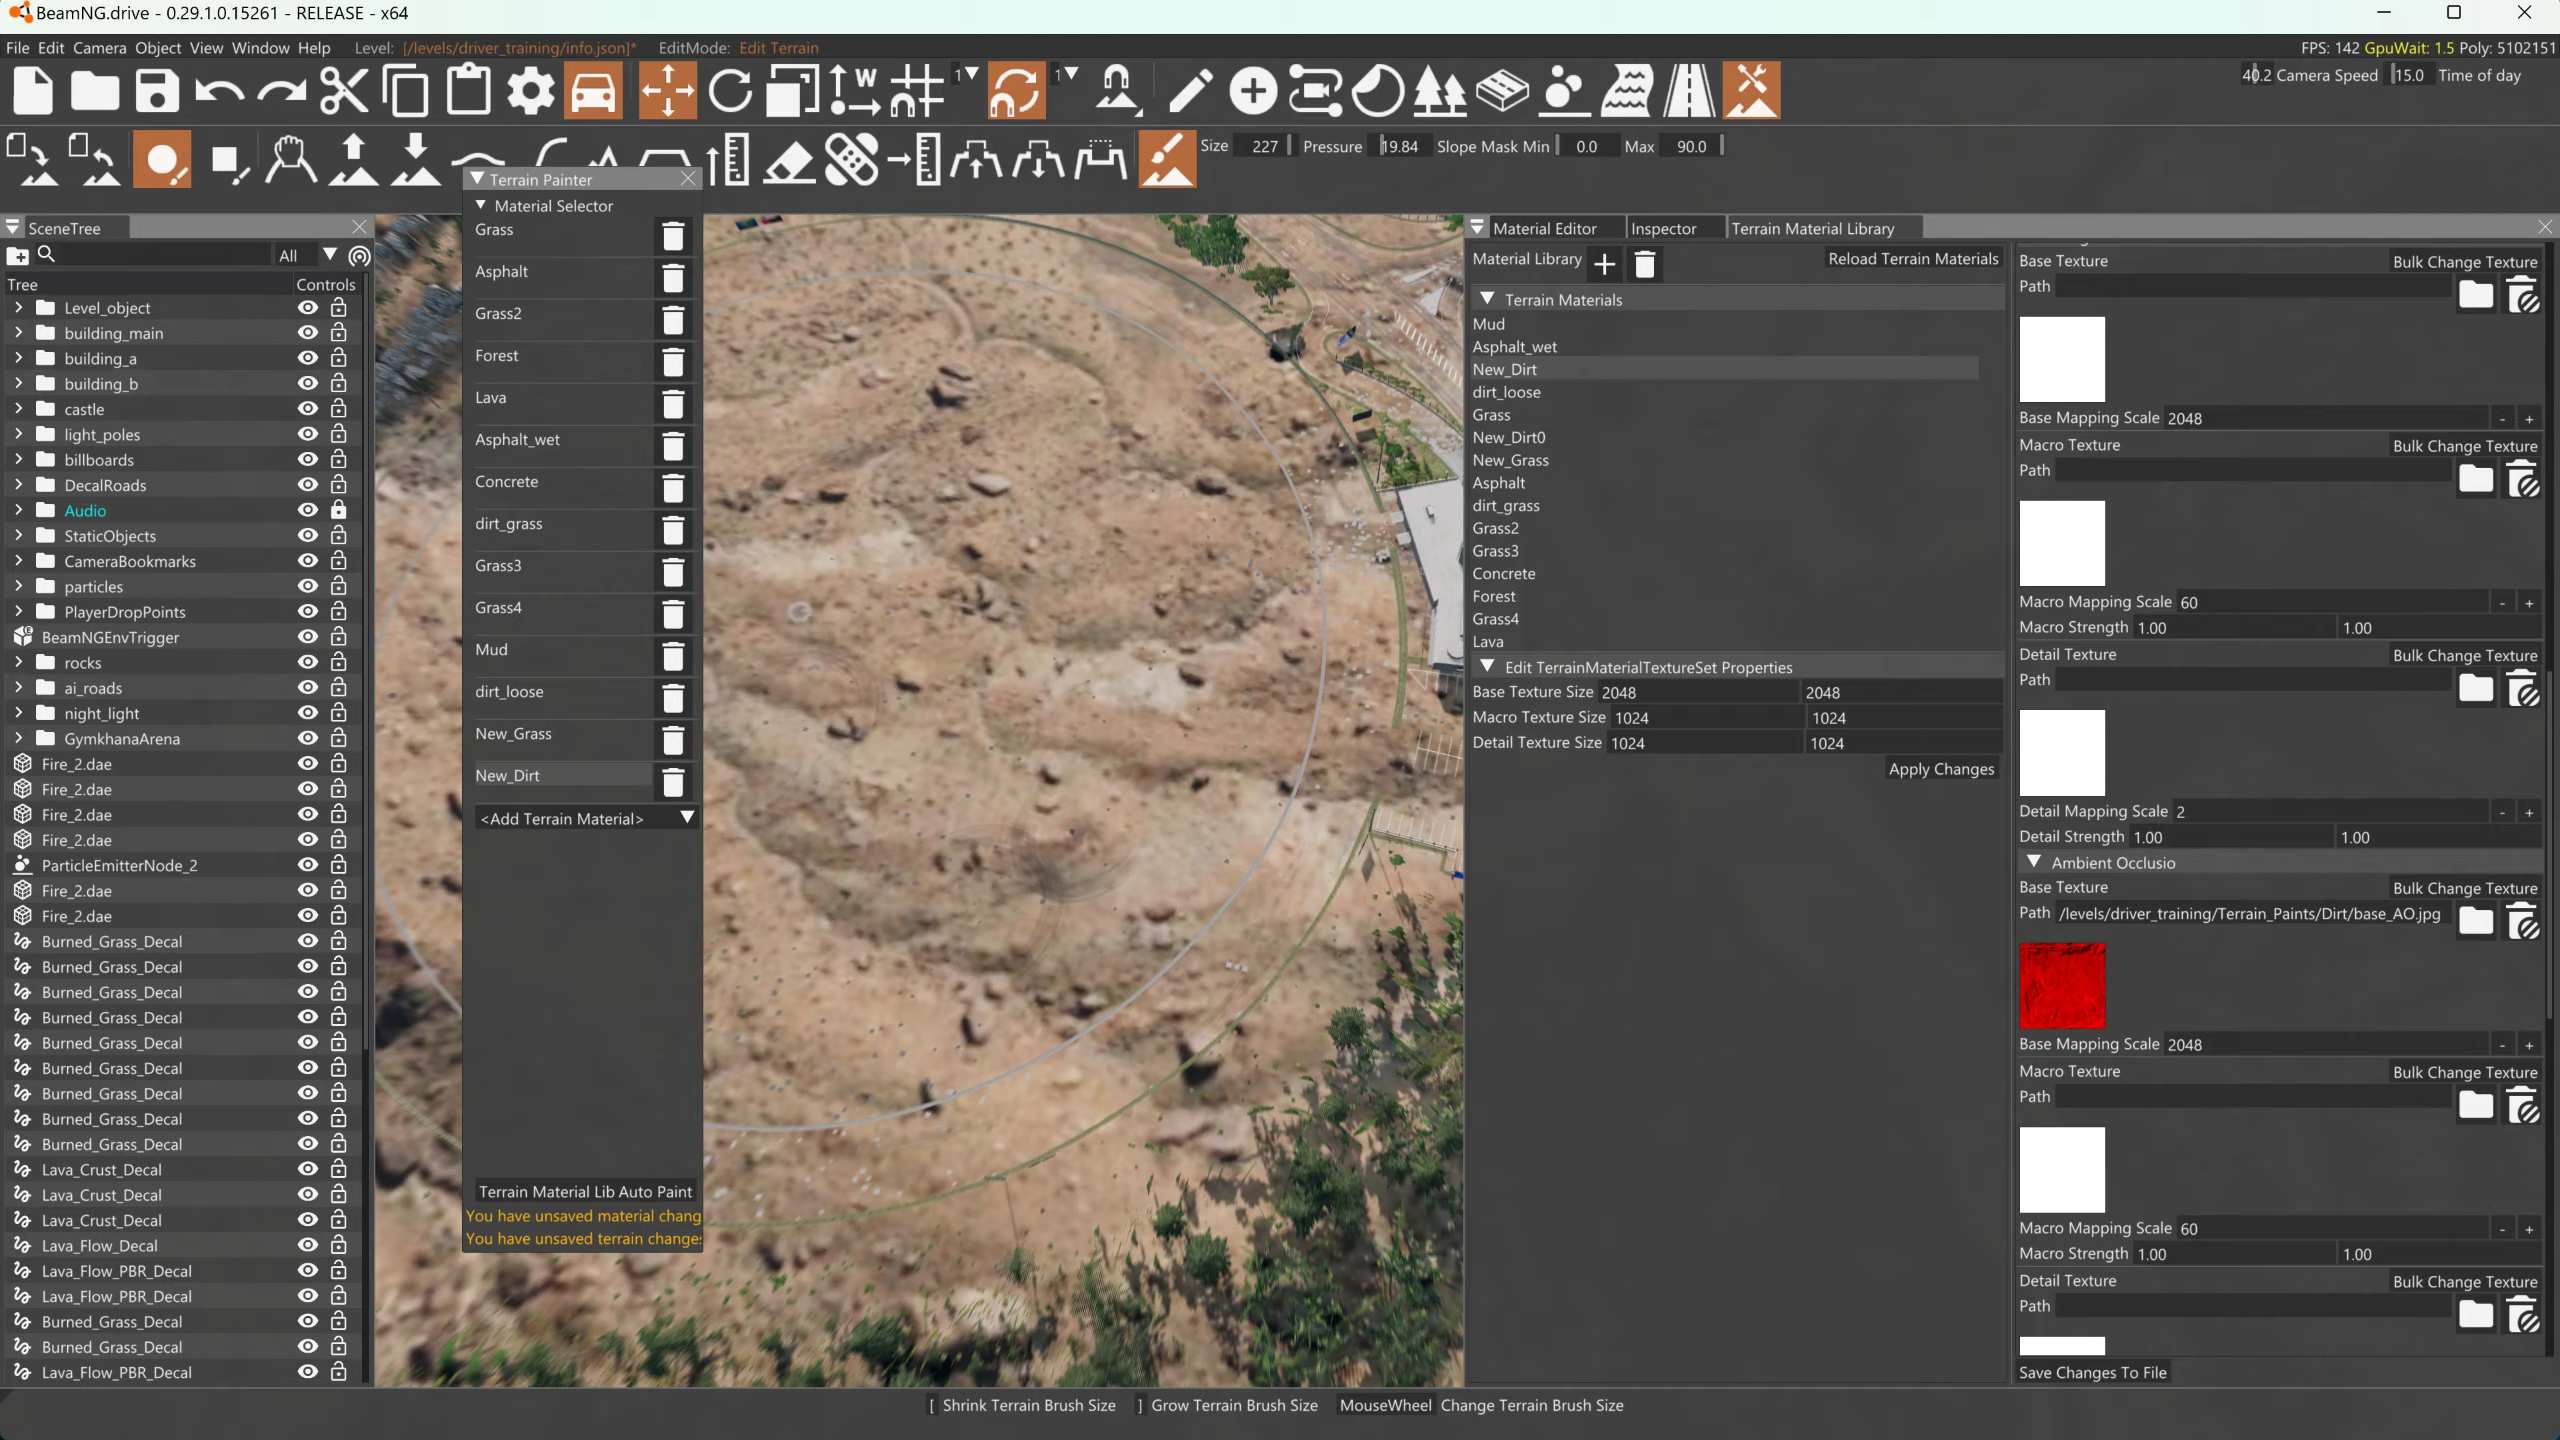 BeamNG.drive - 0.29.1.0.15261 - RELEASE - x64
File Edit Camera Object View Window Help Level: [/levels/driver_training/info.json]* EditMode: Edit Terrain FPS: 142 GpuWait: 1.5 Poly: 5102151
W 1 1 40.2 Camera Speed 15.0 Time of day
Size 227 Pressure 19.84 Slope Mask Min 0.0 Max 90.0
SceneTree
All
Tree Controls
Level_object
building_main
building_a
building_b
castle
light_poles
billboards
DecalRoads
Audio
StaticObjects
CameraBookmarks
particles
PlayerDropPoints
BeamNGEnvTrigger
rocks
ai_roads
night_light
GymkhanaArena
Fire_2.dae
Fire_2.dae
Fire_2.dae
Fire_2.dae
ParticleEmitterNode_2
Fire_2.dae
Fire_2.dae
Burned_Grass_Decal
Burned_Grass_Decal
Burned_Grass_Decal
Burned_Grass_Decal
Burned_Grass_Decal
Burned_Grass_Decal
Burned_Grass_Decal
Burned_Grass_Decal
Burned_Grass_Decal
Lava_Crust_Decal
Lava_Crust_Decal
Lava_Crust_Decal
Lava_Flow_Decal
Lava_Flow_PBR_Decal
Lava_Flow_PBR_Decal
Burned_Grass_Decal
Burned_Grass_Decal
Lava_Flow_PBR_Decal
Terrain Painter
Material Selector
Grass
Asphalt
Grass2
Forest
Lava
Asphalt_wet
Concrete
dirt_grass
Grass3
Grass4
Mud
dirt_loose
New_Grass
New_Dirt
<Add Terrain Material>
Terrain Material Lib Auto Paint
You have unsaved material chang
You have unsaved terrain changes
Material Editor Inspector Terrain Material Library
Material Library Reload Terrain Materials
Terrain Materials
Mud
Asphalt_wet
New_Dirt
dirt_loose
Grass
New_Dirt0
New_Grass
Asphalt
dirt_grass
Grass2
Grass3
Concrete
Forest
Grass4
Lava
Edit TerrainMaterialTextureSet Properties
Base Texture Size 2048 2048
Macro Texture Size 1024 1024
Detail Texture Size 1024 1024
Apply Changes
Base Texture Bulk Change Texture
Path
Base Mapping Scale 2048 - +
Macro Texture Bulk Change Texture
Path
Macro Mapping Scale 60 - +
Macro Strength 1.00 1.00
Detail Texture Bulk Change Texture
Path
Detail Mapping Scale 2 - +
Detail Strength 1.00 1.00
Ambient Occlusio
Base Texture Bulk Change Texture
Path /levels/driver_training/Terrain_Paints/Dirt/base_AO.jpg
Base Mapping Scale 2048 - +
Macro Texture Bulk Change Texture
Path
Macro Mapping Scale 60 - +
Macro Strength 1.00 1.00
Detail Texture Bulk Change Texture
Path
Save Changes To File
[ Shrink Terrain Brush Size ] Grow Terrain Brush Size MouseWheel Change Terrain Brush Size